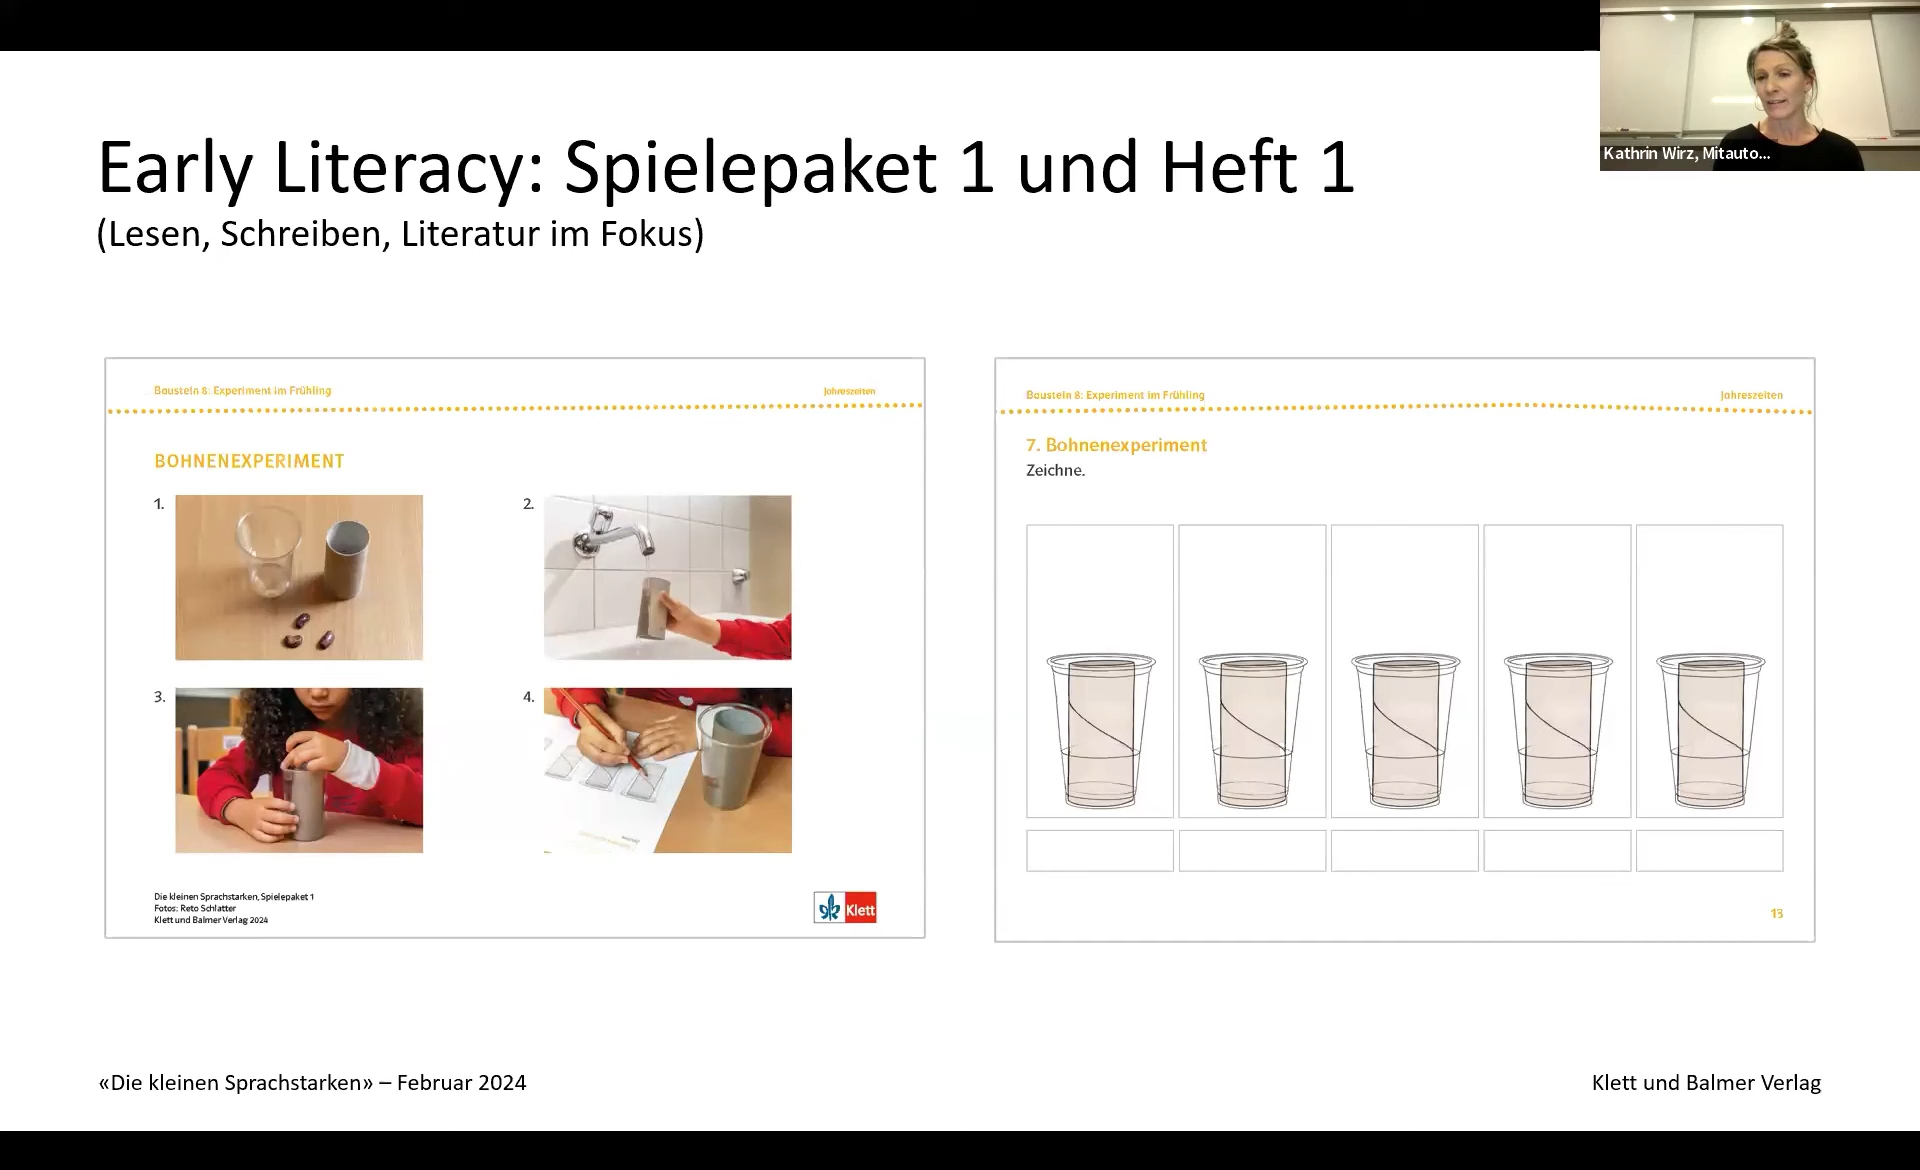 Kathrin Wirz, Mitauto...
Early Literacy: Spielepaket 1 und Heft 1
(Lesen, Schreiben, Literatur im Fokus)
Baustein 8: Experiment im Frühling
Jahreszeiten
BOHNENEXPERIMENT
1.
2.
3.
4.
Die kleinen Sprachstarken, Spielepaket 1
Fotos: Reto Schlatter
Klett und Balmer Verlag 2024
Klett
Baustein 8: Experiment im Frühling
Jahreszeiten
7. Bohnenexperiment
Zeichne.
13
«Die kleinen Sprachstarken» – Februar 2024
Klett und Balmer Verlag